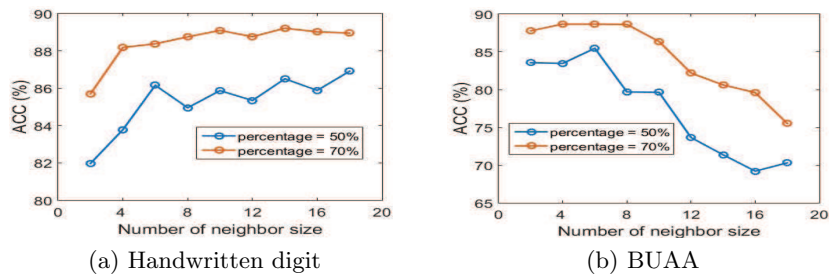 90
88
86
84
82
80
ACC (%)
percentage = 50%
percentage = 70%
0 4 8 12 16 20
Number of neighbor size
(a) Handwritten digit
90
85
80
75
70
65
ACC (%)
percentage = 50%
percentage = 70%
0 4 8 12 16 20
Number of neighbor size
(b) BUAA